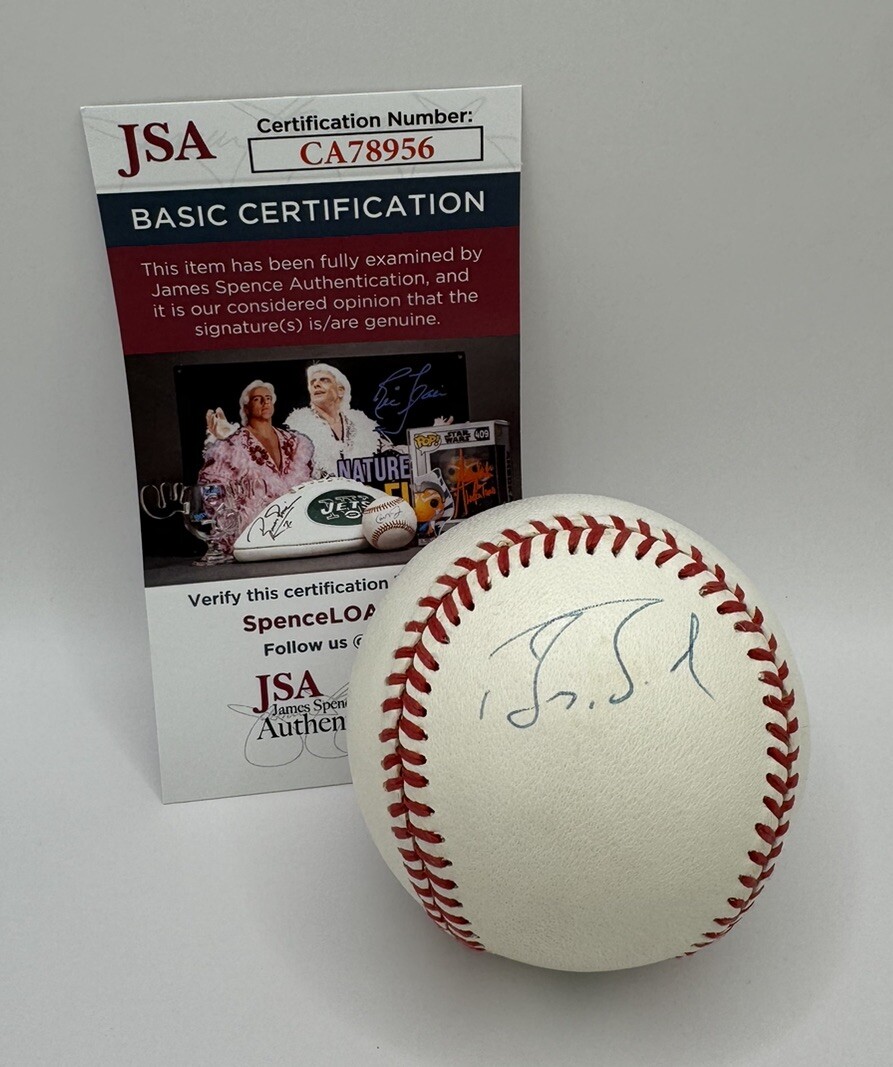 JSA
Certification Number:
CA78956
BASIC CERTIFICATION
This item has been fully examined by
James Spence Authentication, and
it is our considered opinion that the
signature(s) is/are genuine.
NATURE
POP!
STAR
WARS
409
JETS
Verify this certification
SpenceLOA
Follow us @
JSA
James Spen
Authen